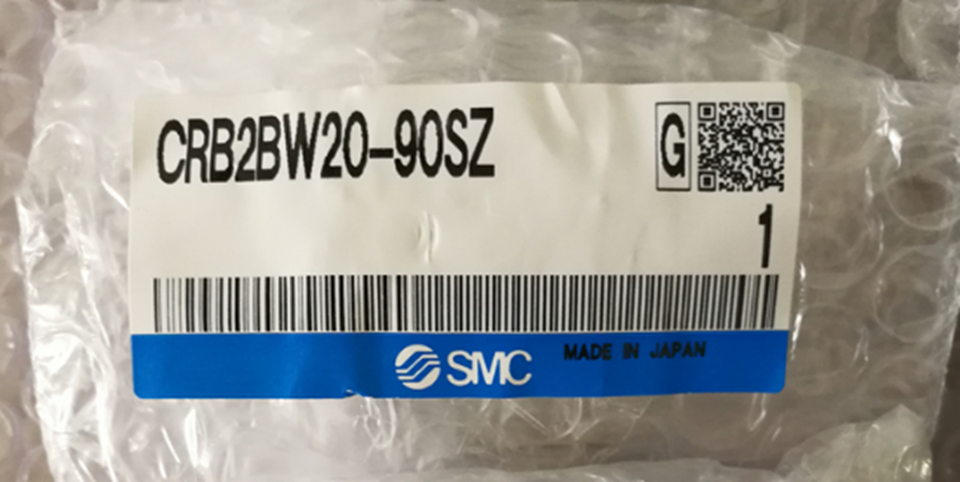 CRB2BW20-90SZ
G
1
SMC
MADE IN JAPAN